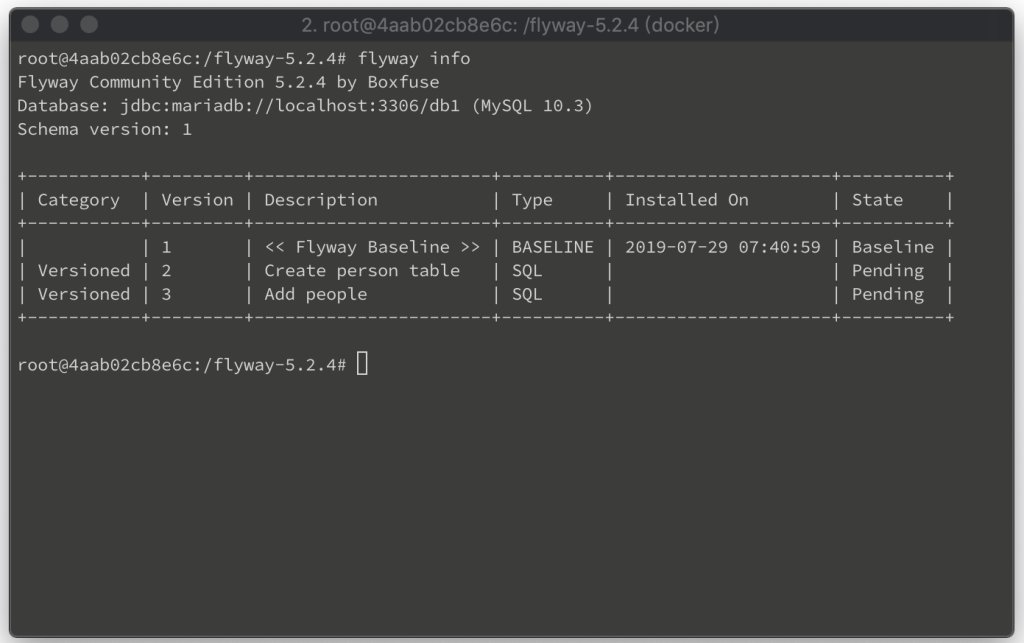 2. root@4aab02cb8e6c: /flyway-5.2.4 (docker)
root@4aab02cb8e6c:/flyway-5.2.4# flyway info
Flyway Community Edition 5.2.4 by Boxfuse
Database: jdbc:mariadb://localhost:3306/db1 (MySQL 10.3)
Schema version: 1
+-----------+---------+-----------------------+----------+---------------------+----------+
| Category  | Version | Description           | Type     | Installed On        | State    |
+-----------+---------+-----------------------+----------+---------------------+----------+
|           | 1       | << Flyway Baseline >> | BASELINE | 2019-07-29 07:40:59 | Baseline |
| Versioned | 2       | Create person table   | SQL      |                     | Pending  |
| Versioned | 3       | Add people            | SQL      |                     | Pending  |
+-----------+---------+-----------------------+----------+---------------------+----------+
root@4aab02cb8e6c:/flyway-5.2.4#